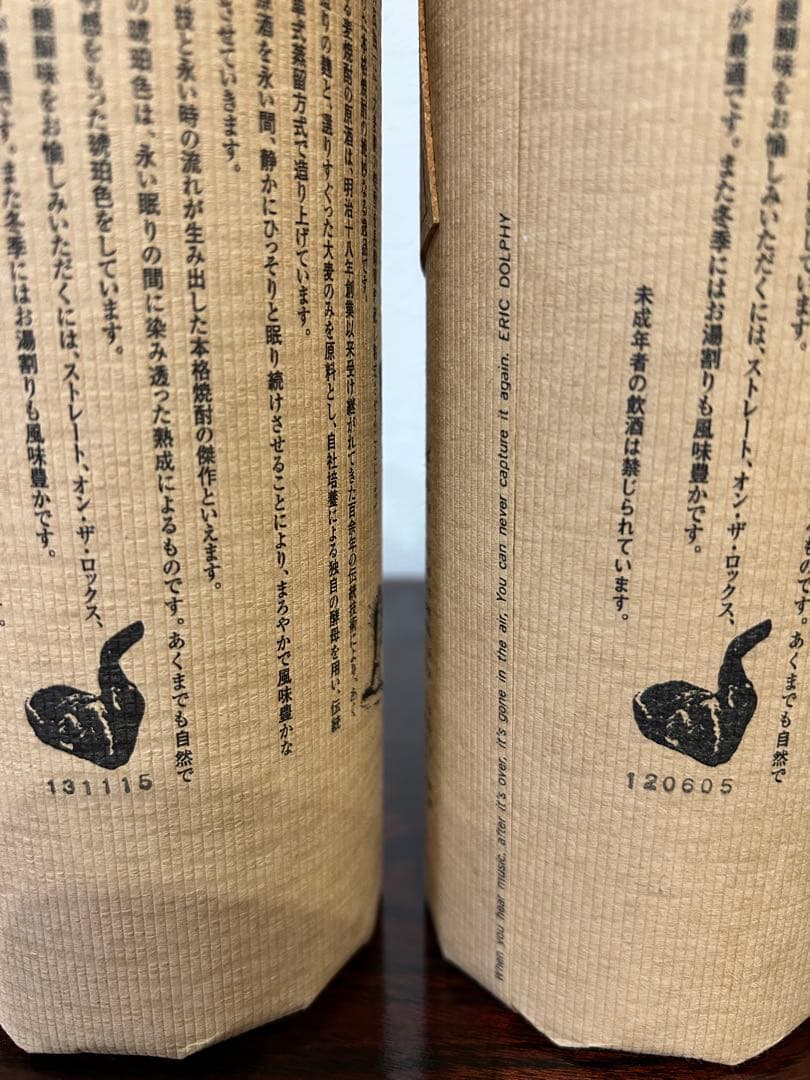 麦焼酎の原酒は、明治十八年創業以来受け継がれてきた百余年の伝統技術により、あく
造りの麹と、選りすぐった大麦のみを原料とし、自社培養による独自の酵母を用い、伝統
単式蒸留方式で造り上げています。
原酒を永い間、静かにひっそりと眠り続けさせることにより、まろやかで風味豊かな
させていきます。
の技と永い時の流れが生み出した本格焼酎の傑作といえます。
の琥珀色は、永い眠りの間に染み透った熟成によるものです。あくまでも自然で
感をもった琥珀色をしています。
醍醐味をお愉しみいただくには、ストレート、オン・ザ・ロックス、
です。また冬季にはお湯割りも風味豊かです。
131115
ものです。あくまでも自然で
ています。
醍醐味をお愉しみいただくには、ストレート、オン・ザ・ロックス、
が最適です。また冬季にはお湯割りも風味豊かです。
未成年者の飲酒は禁じられています。
When you hear music, after it's over, it's gone in the air, You can never capture it again. ERIC DOLPHY
120605